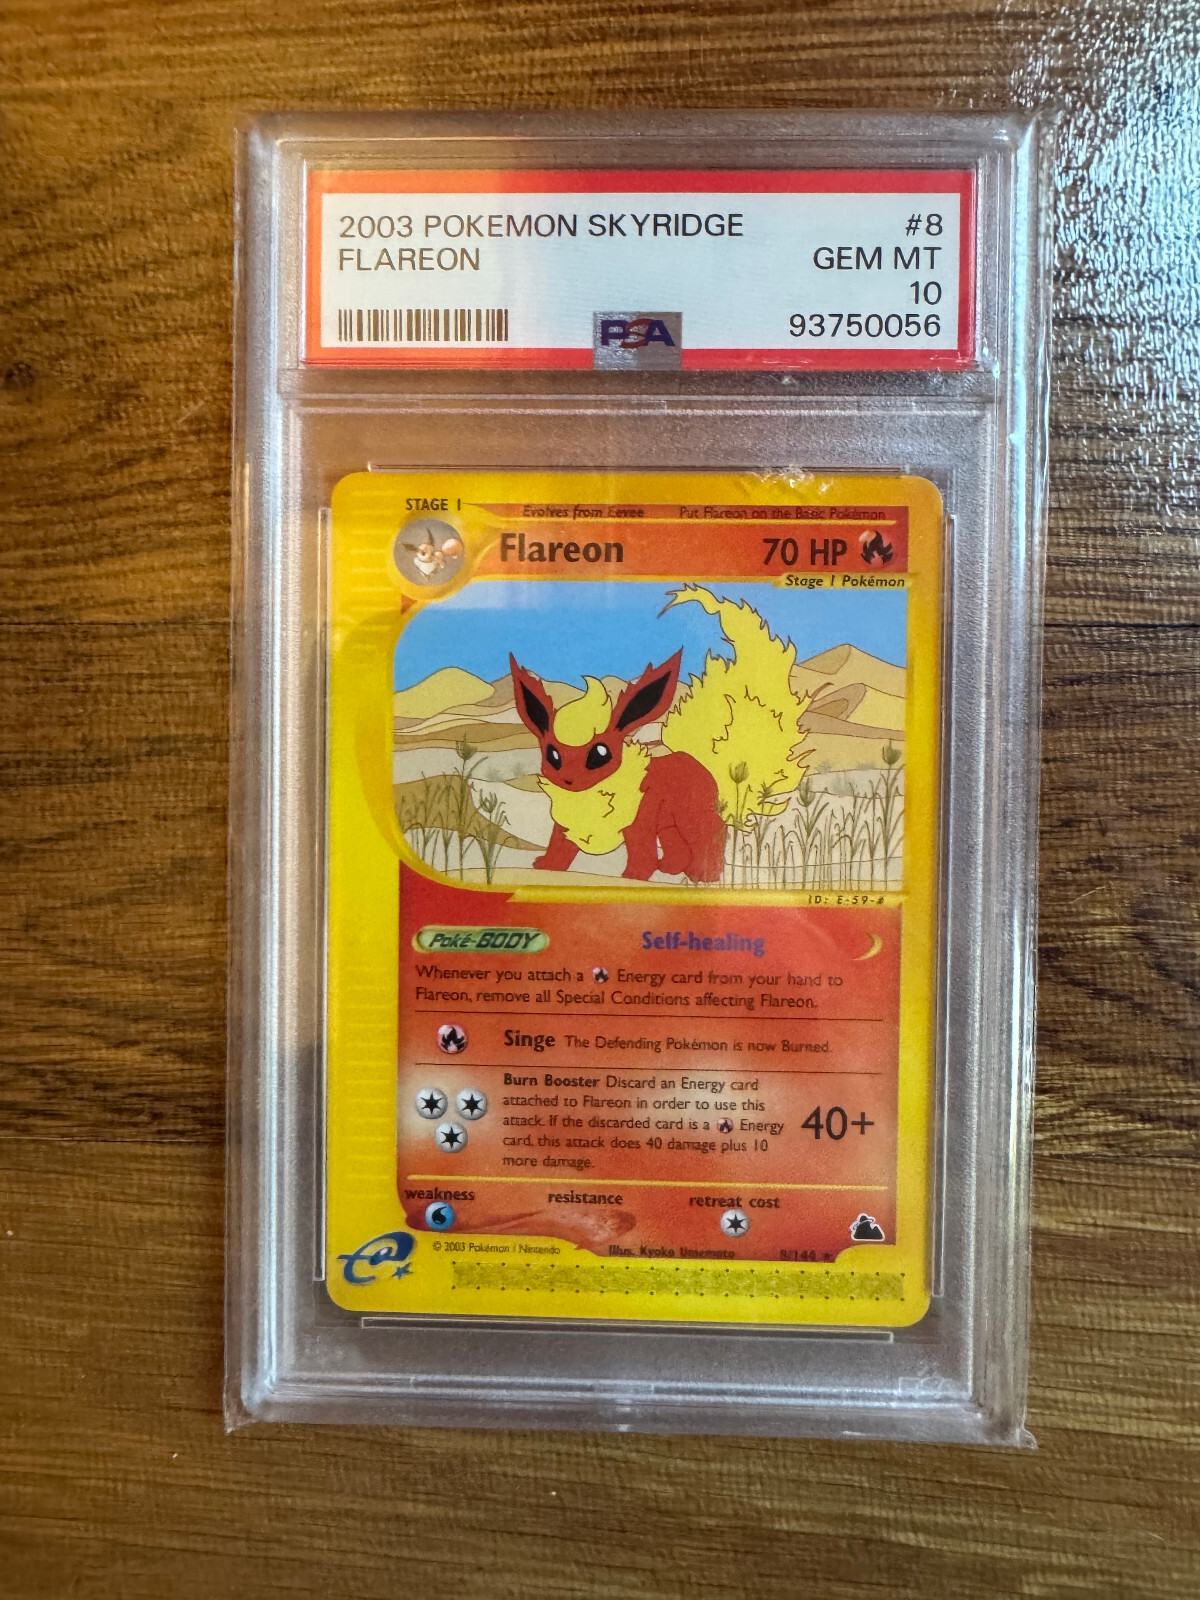 2003 POKEMON SKYRIDGE #8
FLAREON GEM MT
10
PSA 93750056
STAGE 1 Evolves from Eevee Put Flareon on the Basic Pokémon
Flareon 70 HP
Stage 1 Pokémon
ID: E-59-#
Poké-BODY Self-healing
Whenever you attach a Energy card from your hand to
Flareon, remove all Special Conditions affecting Flareon.
Singe The Defending Pokémon is now Burned.
Burn Booster Discard an Energy card
attached to Flareon in order to use this
attack. If the discarded card is a Energy
card, this attack does 40 damage plus 10
more damage.
40+
weakness resistance retreat cost
© 2003 Pokémon / Nintendo Illus. Kyoko Umemoto 8/144 ★
e